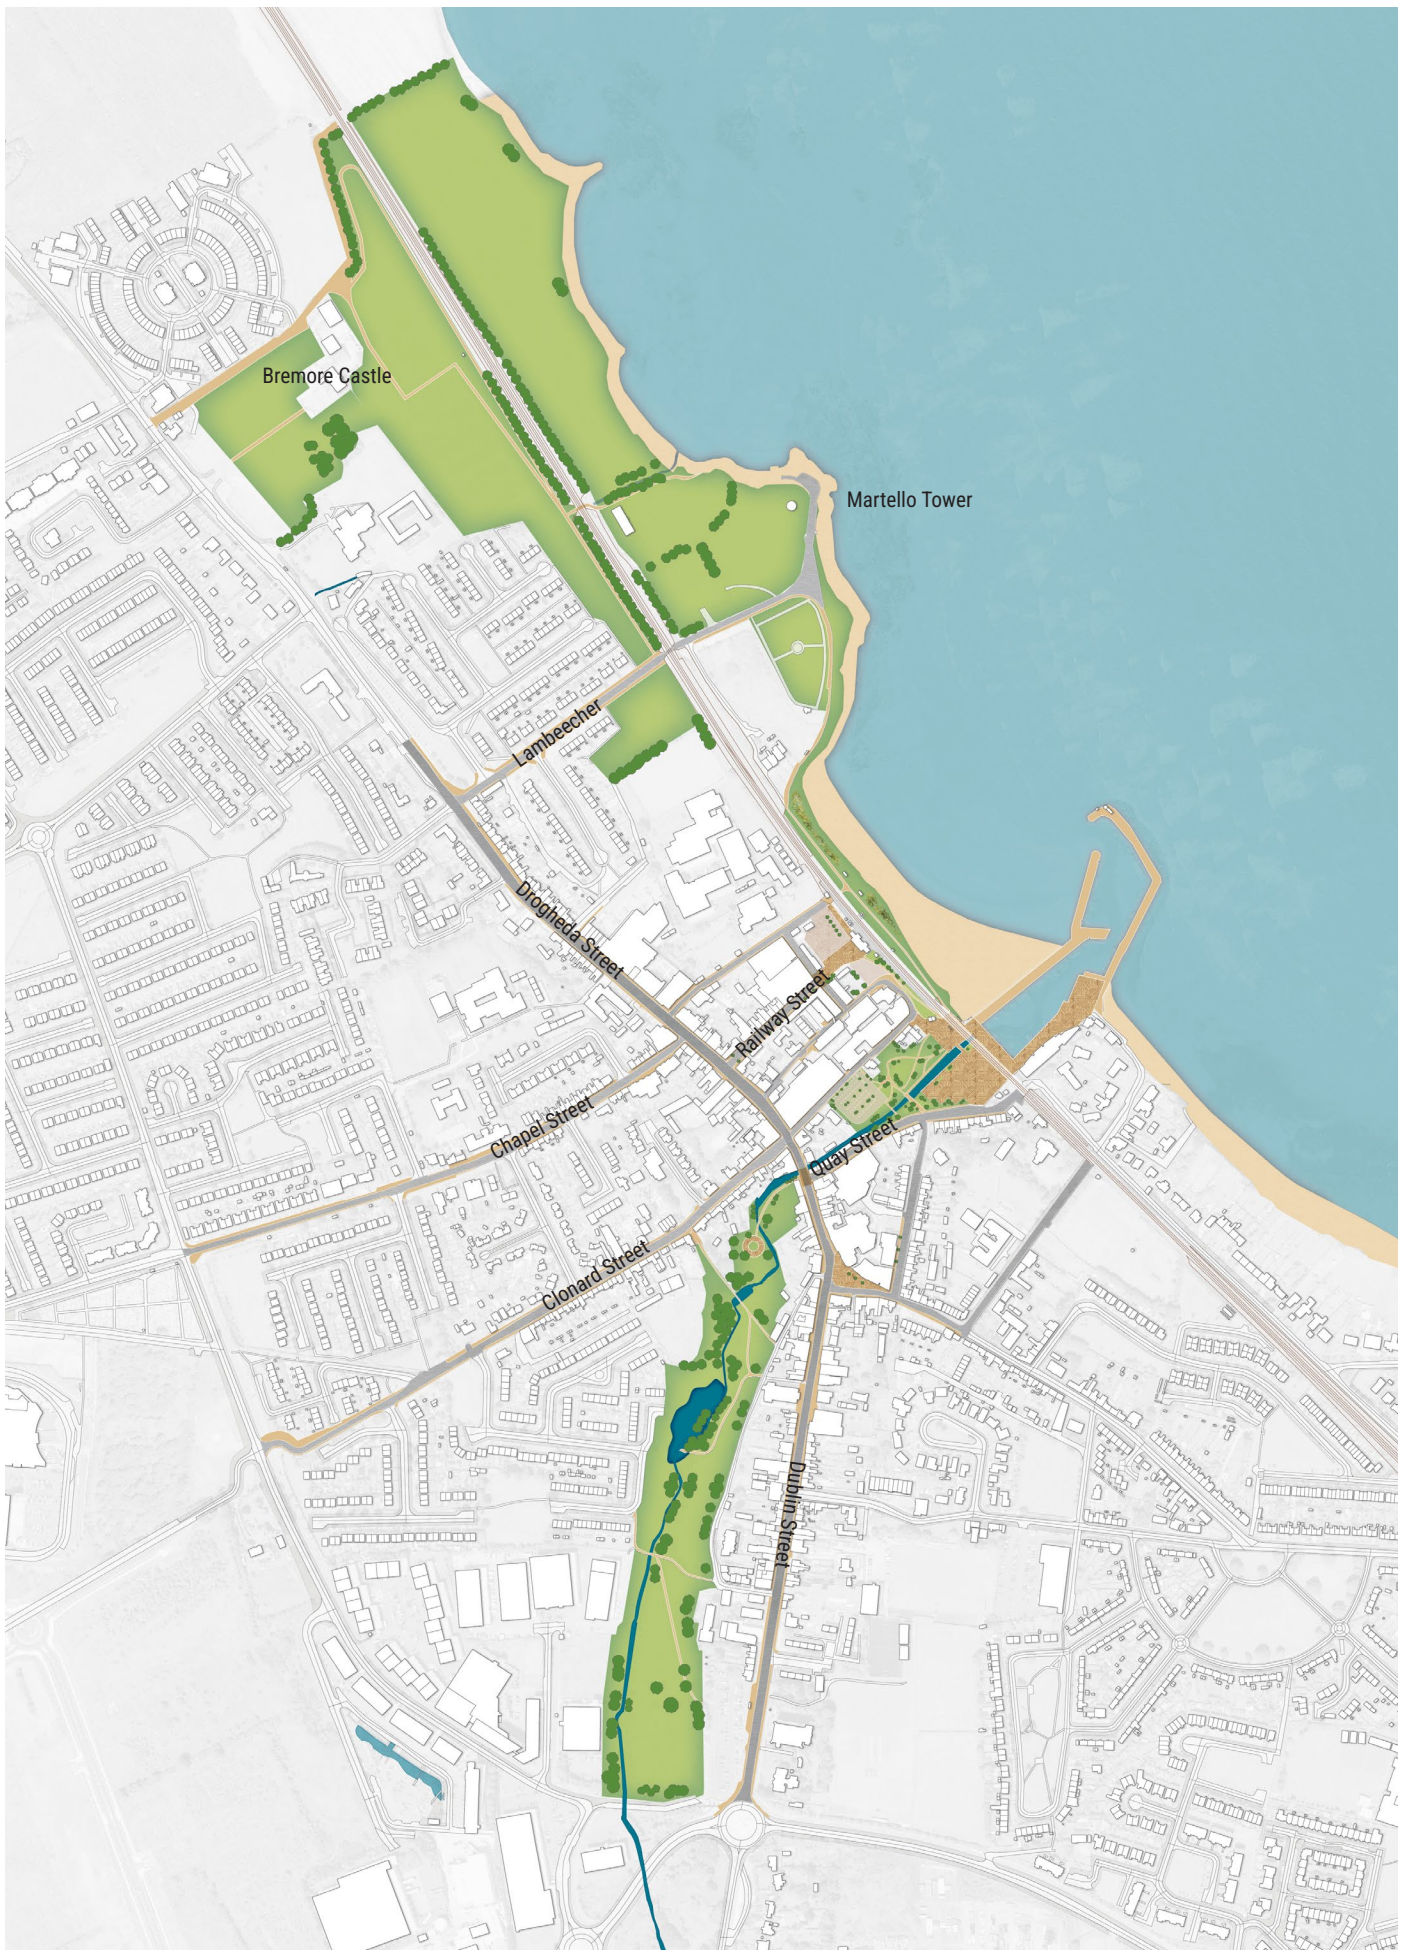 Bremore Castle
Martello Tower
Lambeecher
Drogheda Street
Railway Street
Chapel Street
Quay Street
Clonard Street
Dublin Street